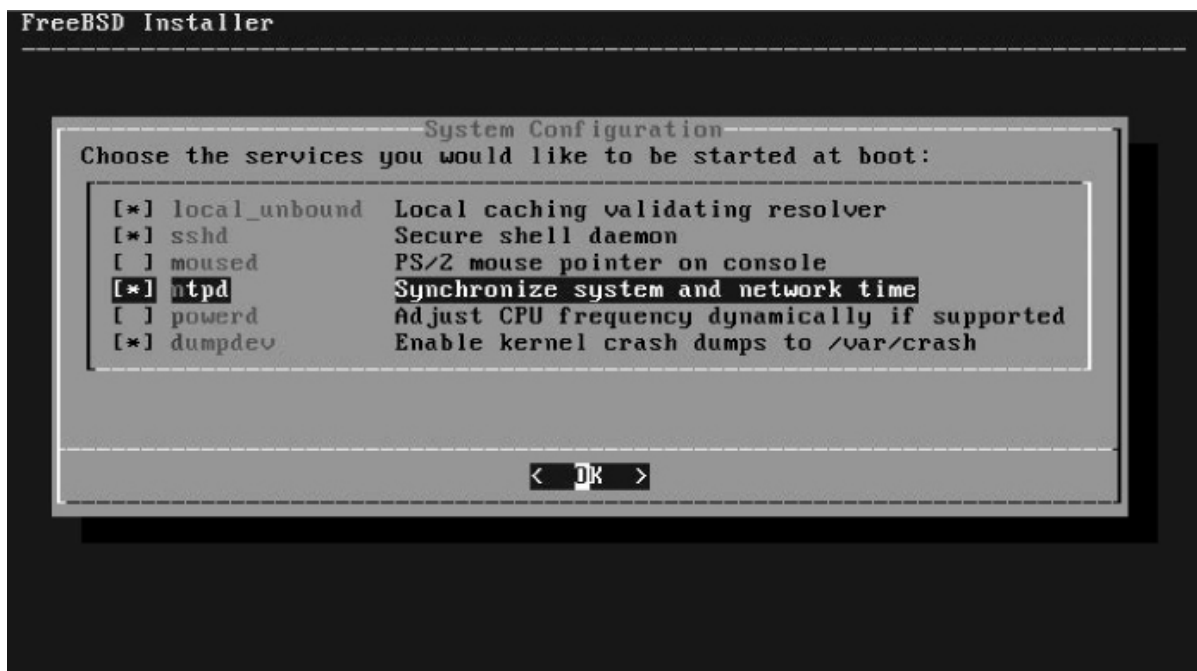 FreeBSD Installer
System Configuration
Choose the services you would like to be started at boot:
[*] local_unbound Local caching validating resolver
[*] sshd Secure shell daemon
[ ] moused PS/2 mouse pointer on console
[*] ntpd Synchronize system and network time
[ ] powerd Adjust CPU frequency dynamically if supported
[*] dumpdev Enable kernel crash dumps to /var/crash
< OK >